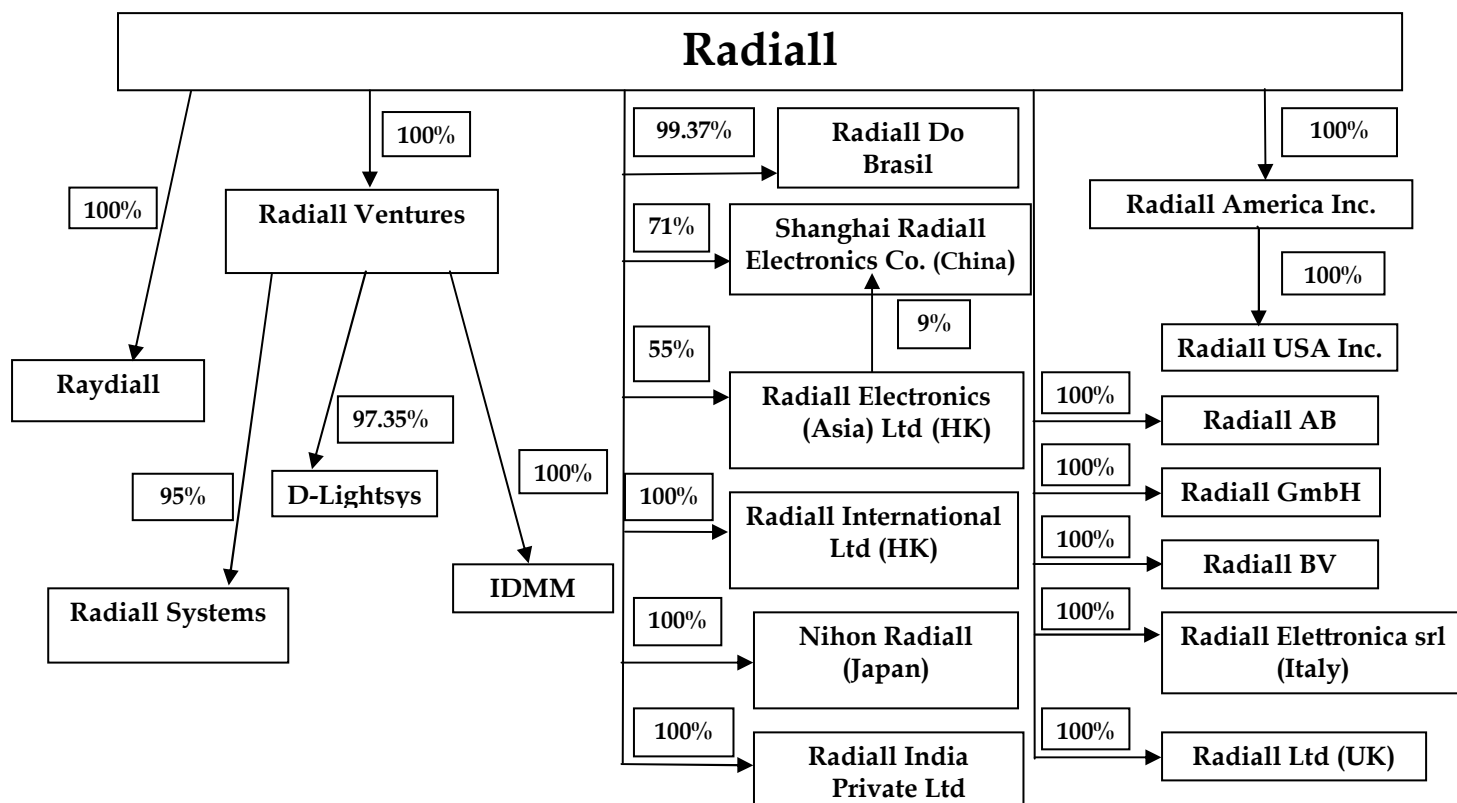 Radiall
100%
Raydiall
100%
Radiall Ventures
95%
Radiall Systems
97.35%
D-Lightsys
100%
IDMM
99.37%
Radiall Do
Brasil
71%
Shanghai Radiall
Electronics Co. (China)
9%
55%
Radiall Electronics
(Asia) Ltd (HK)
100%
Radiall International
Ltd (HK)
100%
Nihon Radiall
(Japan)
100%
Radiall India
Private Ltd
100%
Radiall America Inc.
100%
Radiall USA Inc.
100%
Radiall AB
100%
Radiall GmbH
100%
Radiall BV
100%
Radiall Elettronica srl
(Italy)
100%
Radiall Ltd (UK)